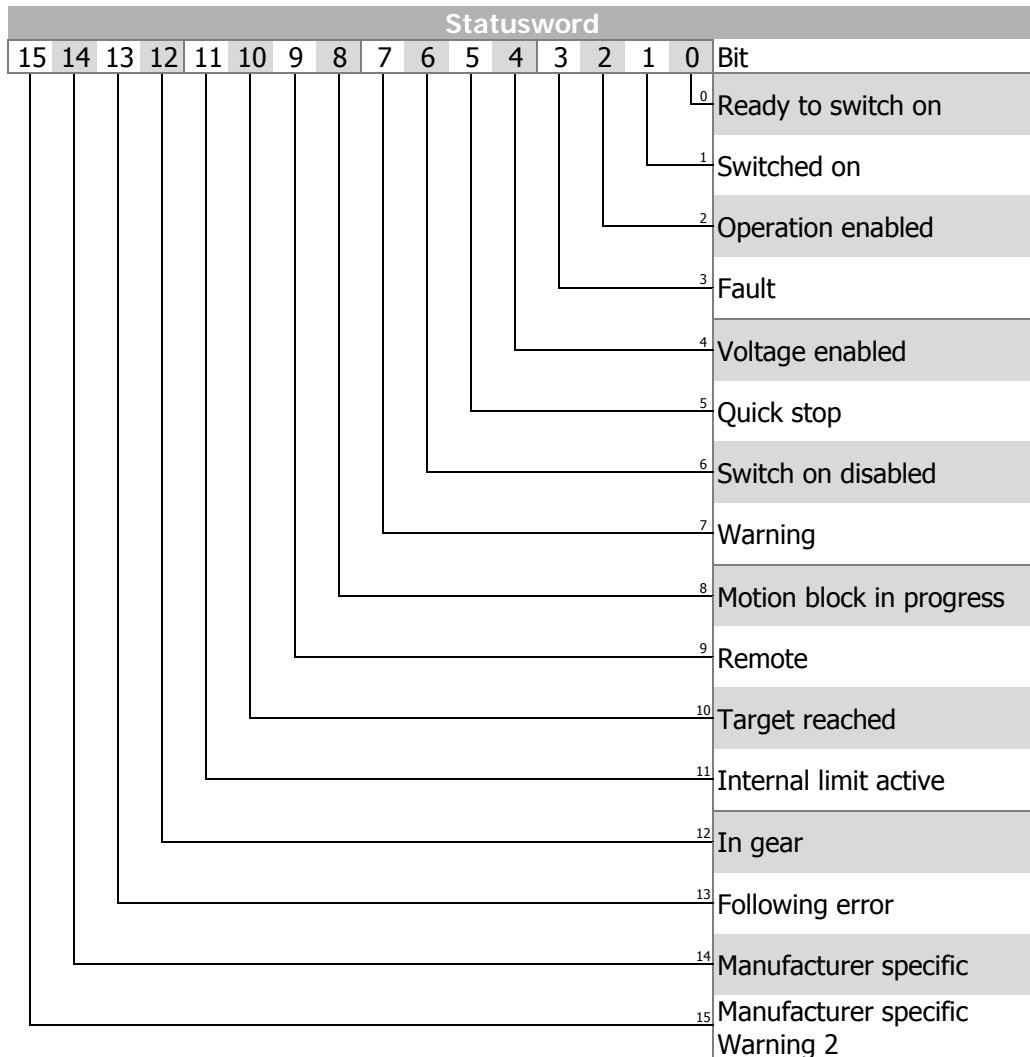 Statusword
15 14 13 12 11 10 9 8 7 6 5 4 3 2 1 0 Bit
0 Ready to switch on
1 Switched on
2 Operation enabled
3 Fault
4 Voltage enabled
5 Quick stop
6 Switch on disabled
7 Warning
8 Motion block in progress
9 Remote
10 Target reached
11 Internal limit active
12 In gear
13 Following error
14 Manufacturer specific
15 Manufacturer specific
Warning 2